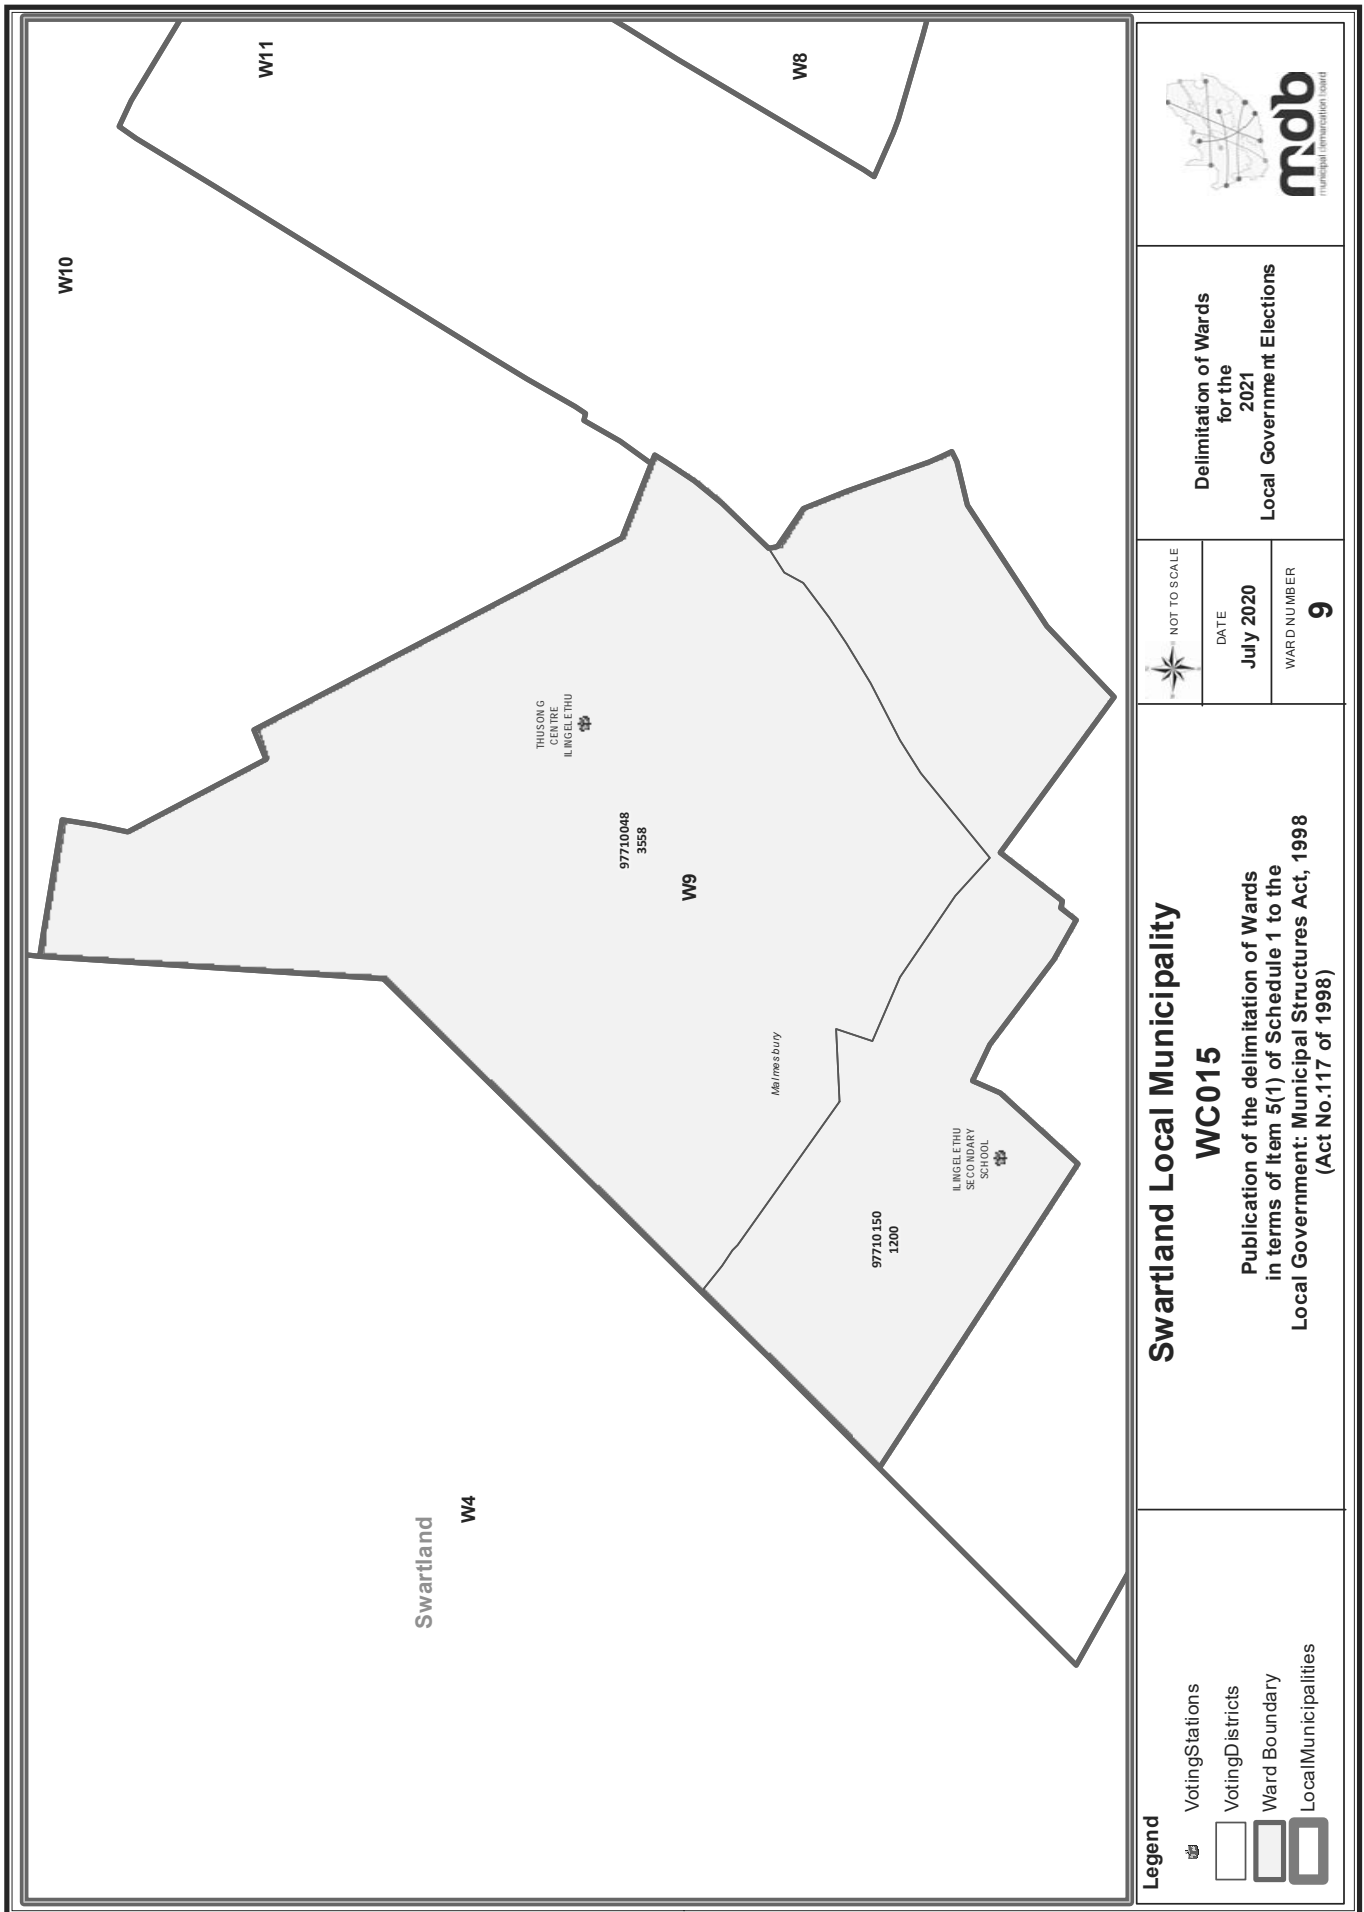 W11
W8
W10
THUSONG
CENTRE
ILINGELETHU
97710048
3558
W9
Malmesbury
ILINGELETHU
SECONDARY
SCHOOL
97710150
1200
Swartland
W4
Legend
VotingStations
VotingDistricts
Ward Boundary
LocalMunicipalities
Swartland Local Municipality
WC015
Publication of the delimitation of Wards
in terms of Item 5(1) of Schedule 1 to the
Local Government: Municipal Structures Act, 1998
(Act No.117 of 1998)
NOT TO SCALE
DATE
July 2020
WARD NUMBER
9
Delimitation of Wards
for the
2021
Local Government Elections
mdb
municipal demarcation board